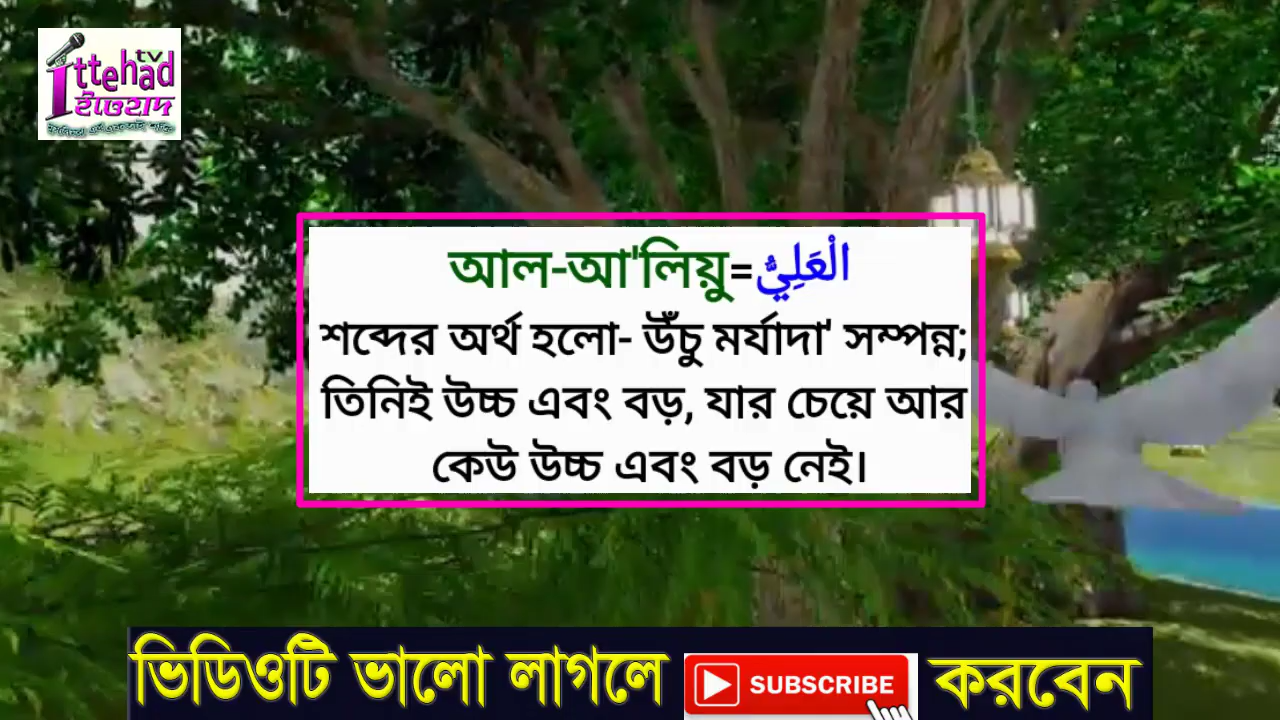 Ittehad tv
ইত্তেহাদ
আল-আ'লিয়ু=الْعَلِيُّ
শব্দের অর্থ হলো- উঁচু মর্যাদা' সম্পন্ন;
তিনিই উচ্চ এবং বড়, যার চেয়ে আর
কেউ উচ্চ এবং বড় নেই।
ভিডিওটি ভালো লাগলে SUBSCRIBE করবেন